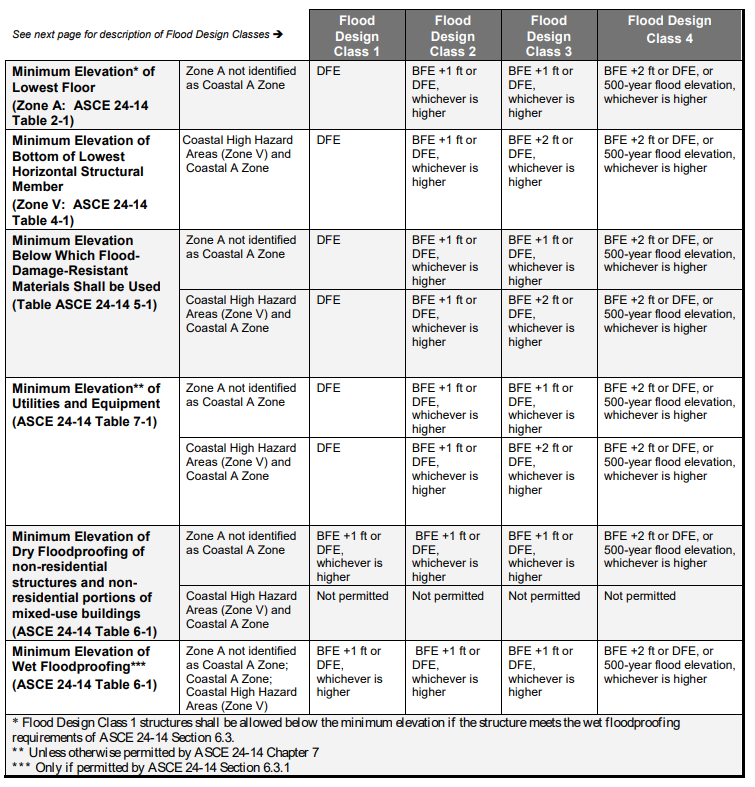 See next page for description of Flood Design Classes ➔
Flood
Design
Class 1
Flood
Design
Class 2
Flood
Design
Class 3
Flood Design
Class 4
Minimum Elevation* of
Lowest Floor
(Zone A: ASCE 24-14
Table 2-1)
Zone A not identified
as Coastal A Zone
DFE
BFE +1 ft or
DFE,
whichever is
higher
BFE +1 ft or
DFE,
whichever is
higher
BFE +2 ft or DFE, or
500-year flood elevation,
whichever is higher
Minimum Elevation of
Bottom of Lowest
Horizontal Structural
Member
(Zone V: ASCE 24-14
Table 4-1)
Coastal High Hazard
Areas (Zone V) and
Coastal A Zone
DFE
BFE +1 ft or
DFE,
whichever is
higher
BFE +2 ft or
DFE,
whichever is
higher
BFE +2 ft or DFE, or
500-year flood elevation,
whichever is higher
Minimum Elevation
Below Which Flood-
Damage-Resistant
Materials Shall be Used
(Table ASCE 24-14 5-1)
Zone A not identified
as Coastal A Zone
DFE
BFE +1 ft or
DFE,
whichever is
higher
BFE +1 ft or
DFE,
whichever is
higher
BFE +2 ft or DFE, or
500-year flood elevation,
whichever is higher
Coastal High Hazard
Areas (Zone V) and
Coastal A Zone
DFE
BFE +1 ft or
DFE,
whichever is
higher
BFE +2 ft or
DFE,
whichever is
higher
BFE +2 ft or DFE, or
500-year flood elevation,
whichever is higher
Minimum Elevation** of
Utilities and Equipment
(ASCE 24-14 Table 7-1)
Zone A not identified
as Coastal A Zone
DFE
BFE +1 ft or
DFE,
whichever is
higher
BFE +1 ft or
DFE,
whichever is
higher
BFE +2 ft or DFE, or
500-year flood elevation,
whichever is higher
Coastal High Hazard
Areas (Zone V) and
Coastal A Zone
DFE
BFE +1 ft or
DFE,
whichever is
higher
BFE +2 ft or
DFE,
whichever is
higher
BFE +2 ft or DFE, or
500-year flood elevation,
whichever is higher
Minimum Elevation of
Dry Floodproofing of
non-residential
structures and non-
residential portions of
mixed-use buildings
(ASCE 24-14 Table 6-1)
Zone A not identified
as Coastal A Zone
BFE +1 ft or
DFE,
whichever is
higher
BFE +1 ft or
DFE,
whichever is
higher
BFE +1 ft or
DFE,
whichever is
higher
BFE +2 ft or DFE, or
500-year flood elevation,
whichever is higher
Coastal High Hazard
Areas (Zone V) and
Coastal A Zone
Not permitted
Not permitted
Not permitted
Not permitted
Minimum Elevation of
Wet Floodproofing***
(ASCE 24-14 Table 6-1)
Zone A not identified
as Coastal A Zone;
Coastal A Zone;
Coastal High Hazard
Areas (Zone V)
BFE +1 ft or
DFE,
whichever is
higher
BFE +1 ft or
DFE,
whichever is
higher
BFE +1 ft or
DFE,
whichever is
higher
BFE +2 ft or DFE, or
500-year flood elevation,
whichever is higher
* Flood Design Class 1 structures shall be allowed below the minimum elevation if the structure meets the wet floodproofing
requirements of ASCE 24-14 Section 6.3.
** Unless otherwise permitted by ASCE 24-14 Chapter 7
*** Only if permitted by ASCE 24-14 Section 6.3.1